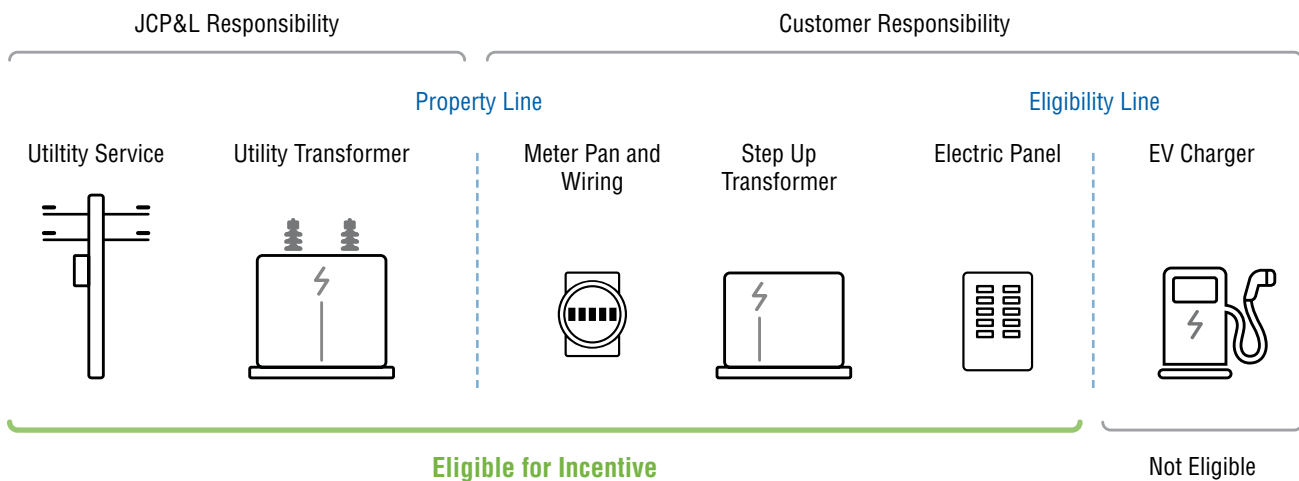 JCP&L Responsibility
Customer Responsibility
Property Line
Eligibility Line
Utiltity Service
Utility Transformer
Meter Pan and
Wiring
Step Up
Transformer
Electric Panel
EV Charger
Eligible for Incentive
Not Eligible